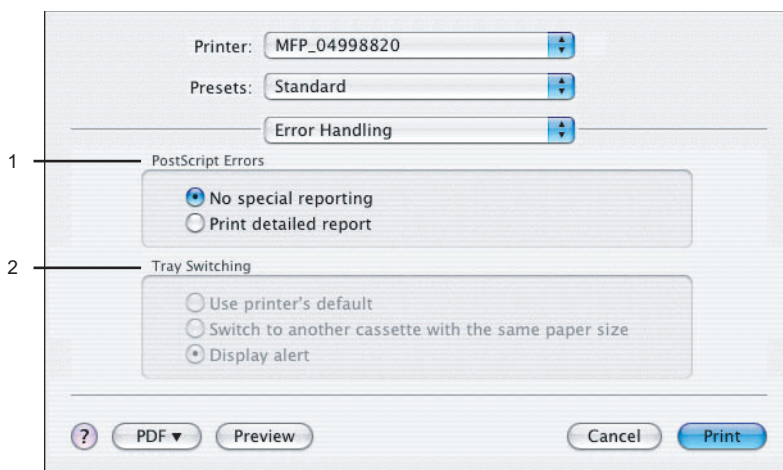 Printer: MFP_04998820
Presets: Standard
Error Handling
1 PostScript Errors
No special reporting
Print detailed report
2 Tray Switching
Use printer's default
Switch to another cassette with the same paper size
Display alert
? PDF ▼ Preview Cancel Print